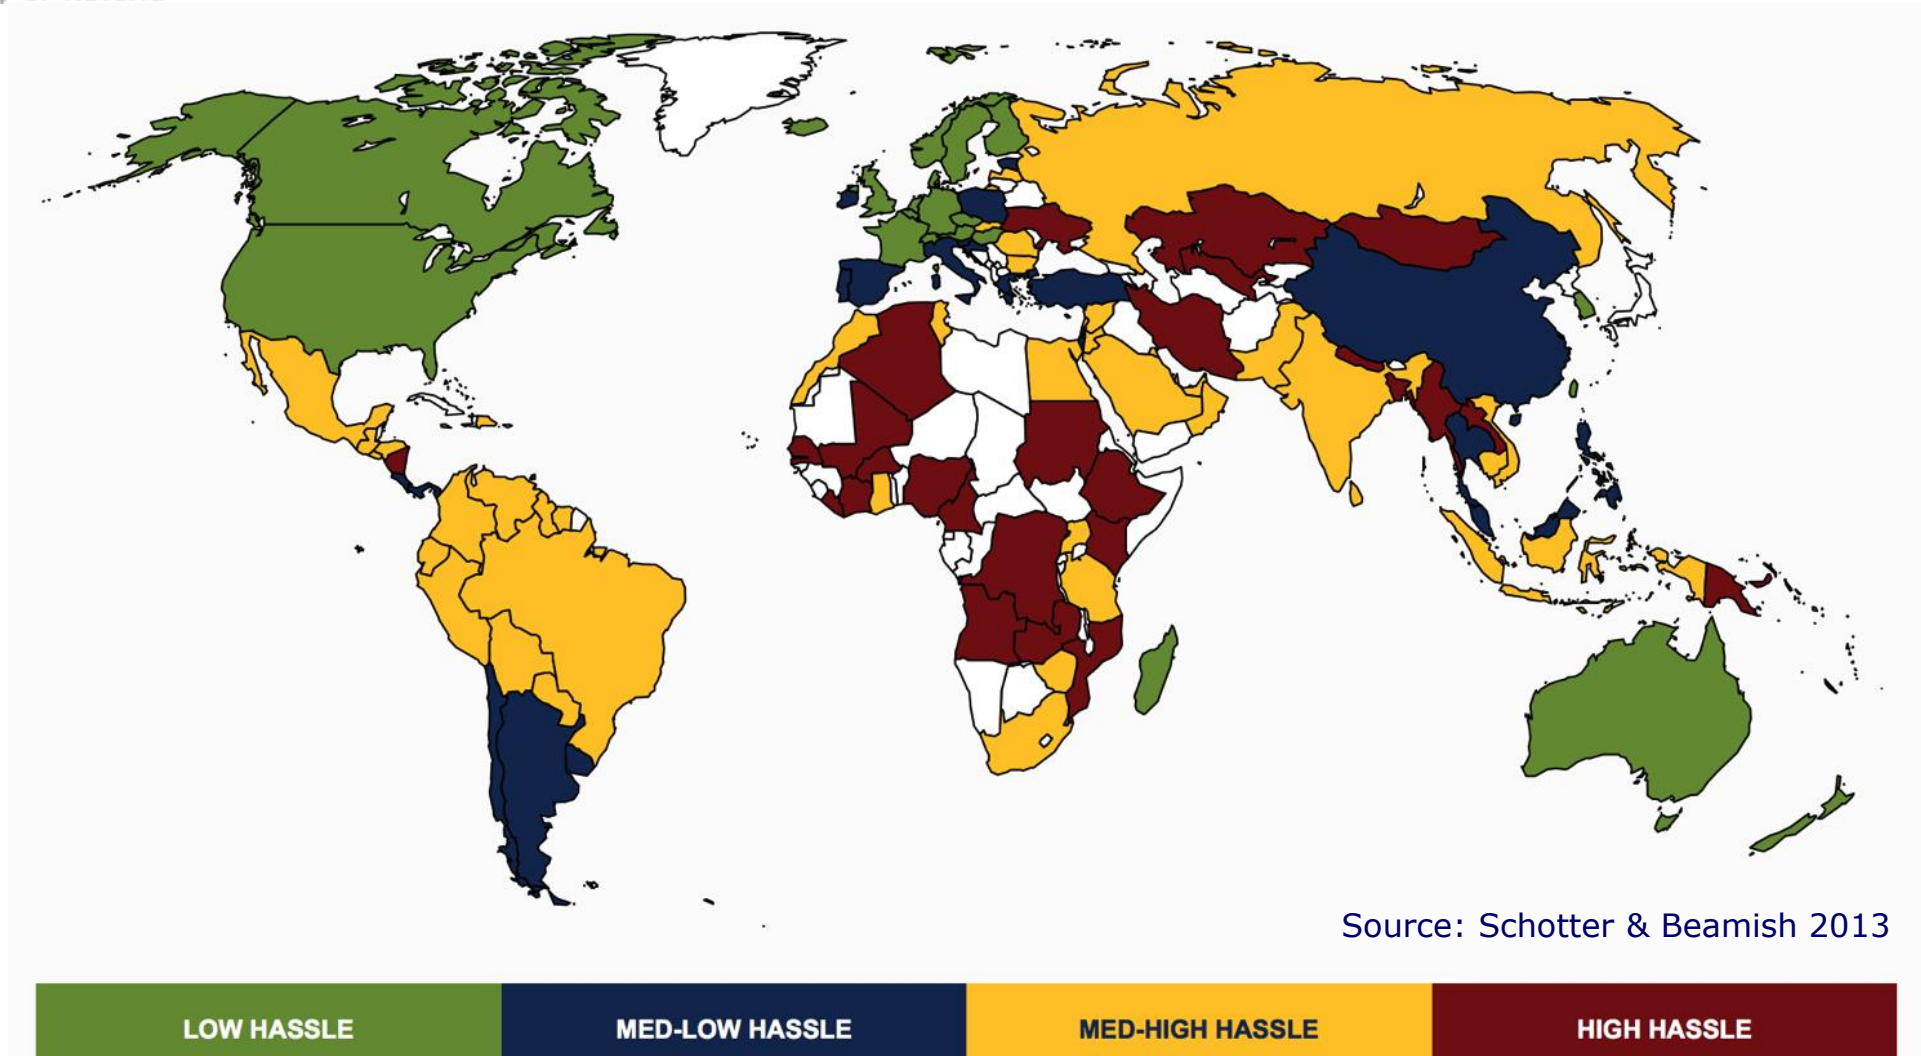 Source: Schotter & Beamish 2013
LOW HASSLE
MED-LOW HASSLE
MED-HIGH HASSLE
HIGH HASSLE